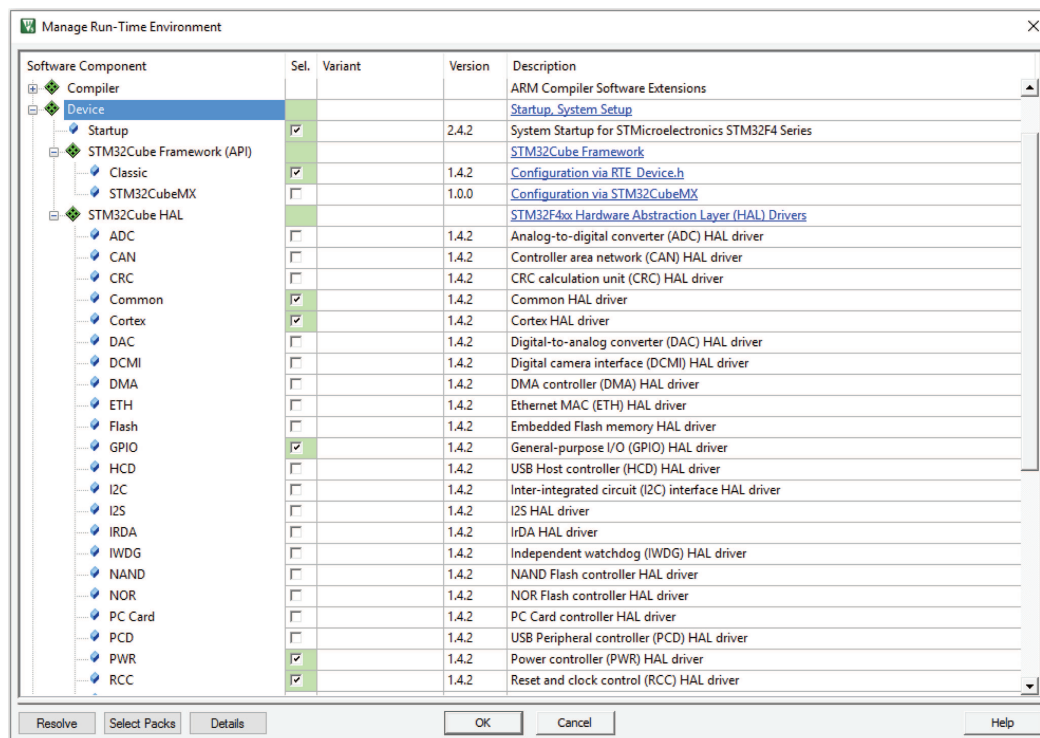 Manage Run-Time Environment
Software Component Sel. Variant Version Description
Compiler ARM Compiler Software Extensions
Device Startup, System Setup
Startup 2.4.2 System Startup for STMicroelectronics STM32F4 Series
STM32Cube Framework (API) STM32Cube Framework
Classic 1.4.2 Configuration via RTE_Device.h
STM32CubeMX 1.0.0 Configuration via STM32CubeMX
STM32Cube HAL STM32F4xx Hardware Abstraction Layer (HAL) Drivers
ADC 1.4.2 Analog-to-digital converter (ADC) HAL driver
CAN 1.4.2 Controller area network (CAN) HAL driver
CRC 1.4.2 CRC calculation unit (CRC) HAL driver
Common 1.4.2 Common HAL driver
Cortex 1.4.2 Cortex HAL driver
DAC 1.4.2 Digital-to-analog converter (DAC) HAL driver
DCMI 1.4.2 Digital camera interface (DCMI) HAL driver
DMA 1.4.2 DMA controller (DMA) HAL driver
ETH 1.4.2 Ethernet MAC (ETH) HAL driver
Flash 1.4.2 Embedded Flash memory HAL driver
GPIO 1.4.2 General-purpose I/O (GPIO) HAL driver
HCD 1.4.2 USB Host controller (HCD) HAL driver
I2C 1.4.2 Inter-integrated circuit (I2C) interface HAL driver
I2S 1.4.2 I2S HAL driver
IRDA 1.4.2 IrDA HAL driver
IWDG 1.4.2 Independent watchdog (IWDG) HAL driver
NAND 1.4.2 NAND Flash controller HAL driver
NOR 1.4.2 NOR Flash controller HAL driver
PC Card 1.4.2 PC Card controller HAL driver
PCD 1.4.2 USB Peripheral controller (PCD) HAL driver
PWR 1.4.2 Power controller (PWR) HAL driver
RCC 1.4.2 Reset and clock control (RCC) HAL driver
Resolve Select Packs Details OK Cancel Help